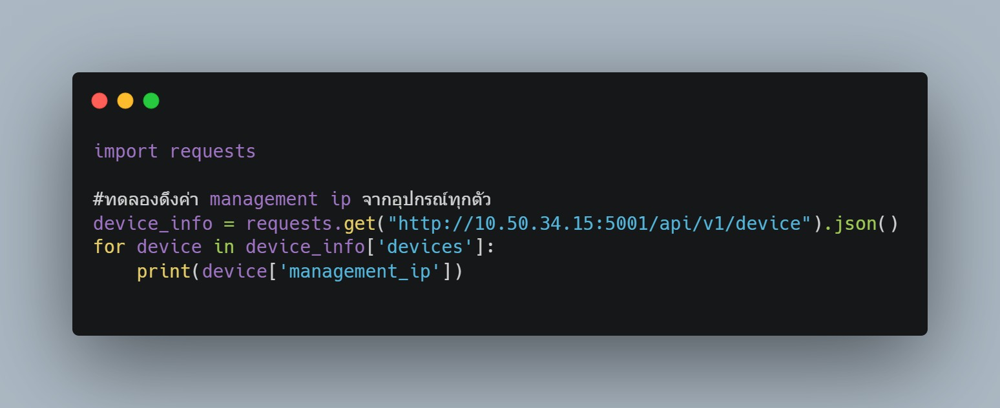 import requests
#ทดลองดึงค่า management ip จากอุปกรณ์ทุกตัว
device_info = requests.get("http://10.50.34.15:5001/api/v1/device").json()
for device in device_info['devices']:
    print(device['management_ip'])